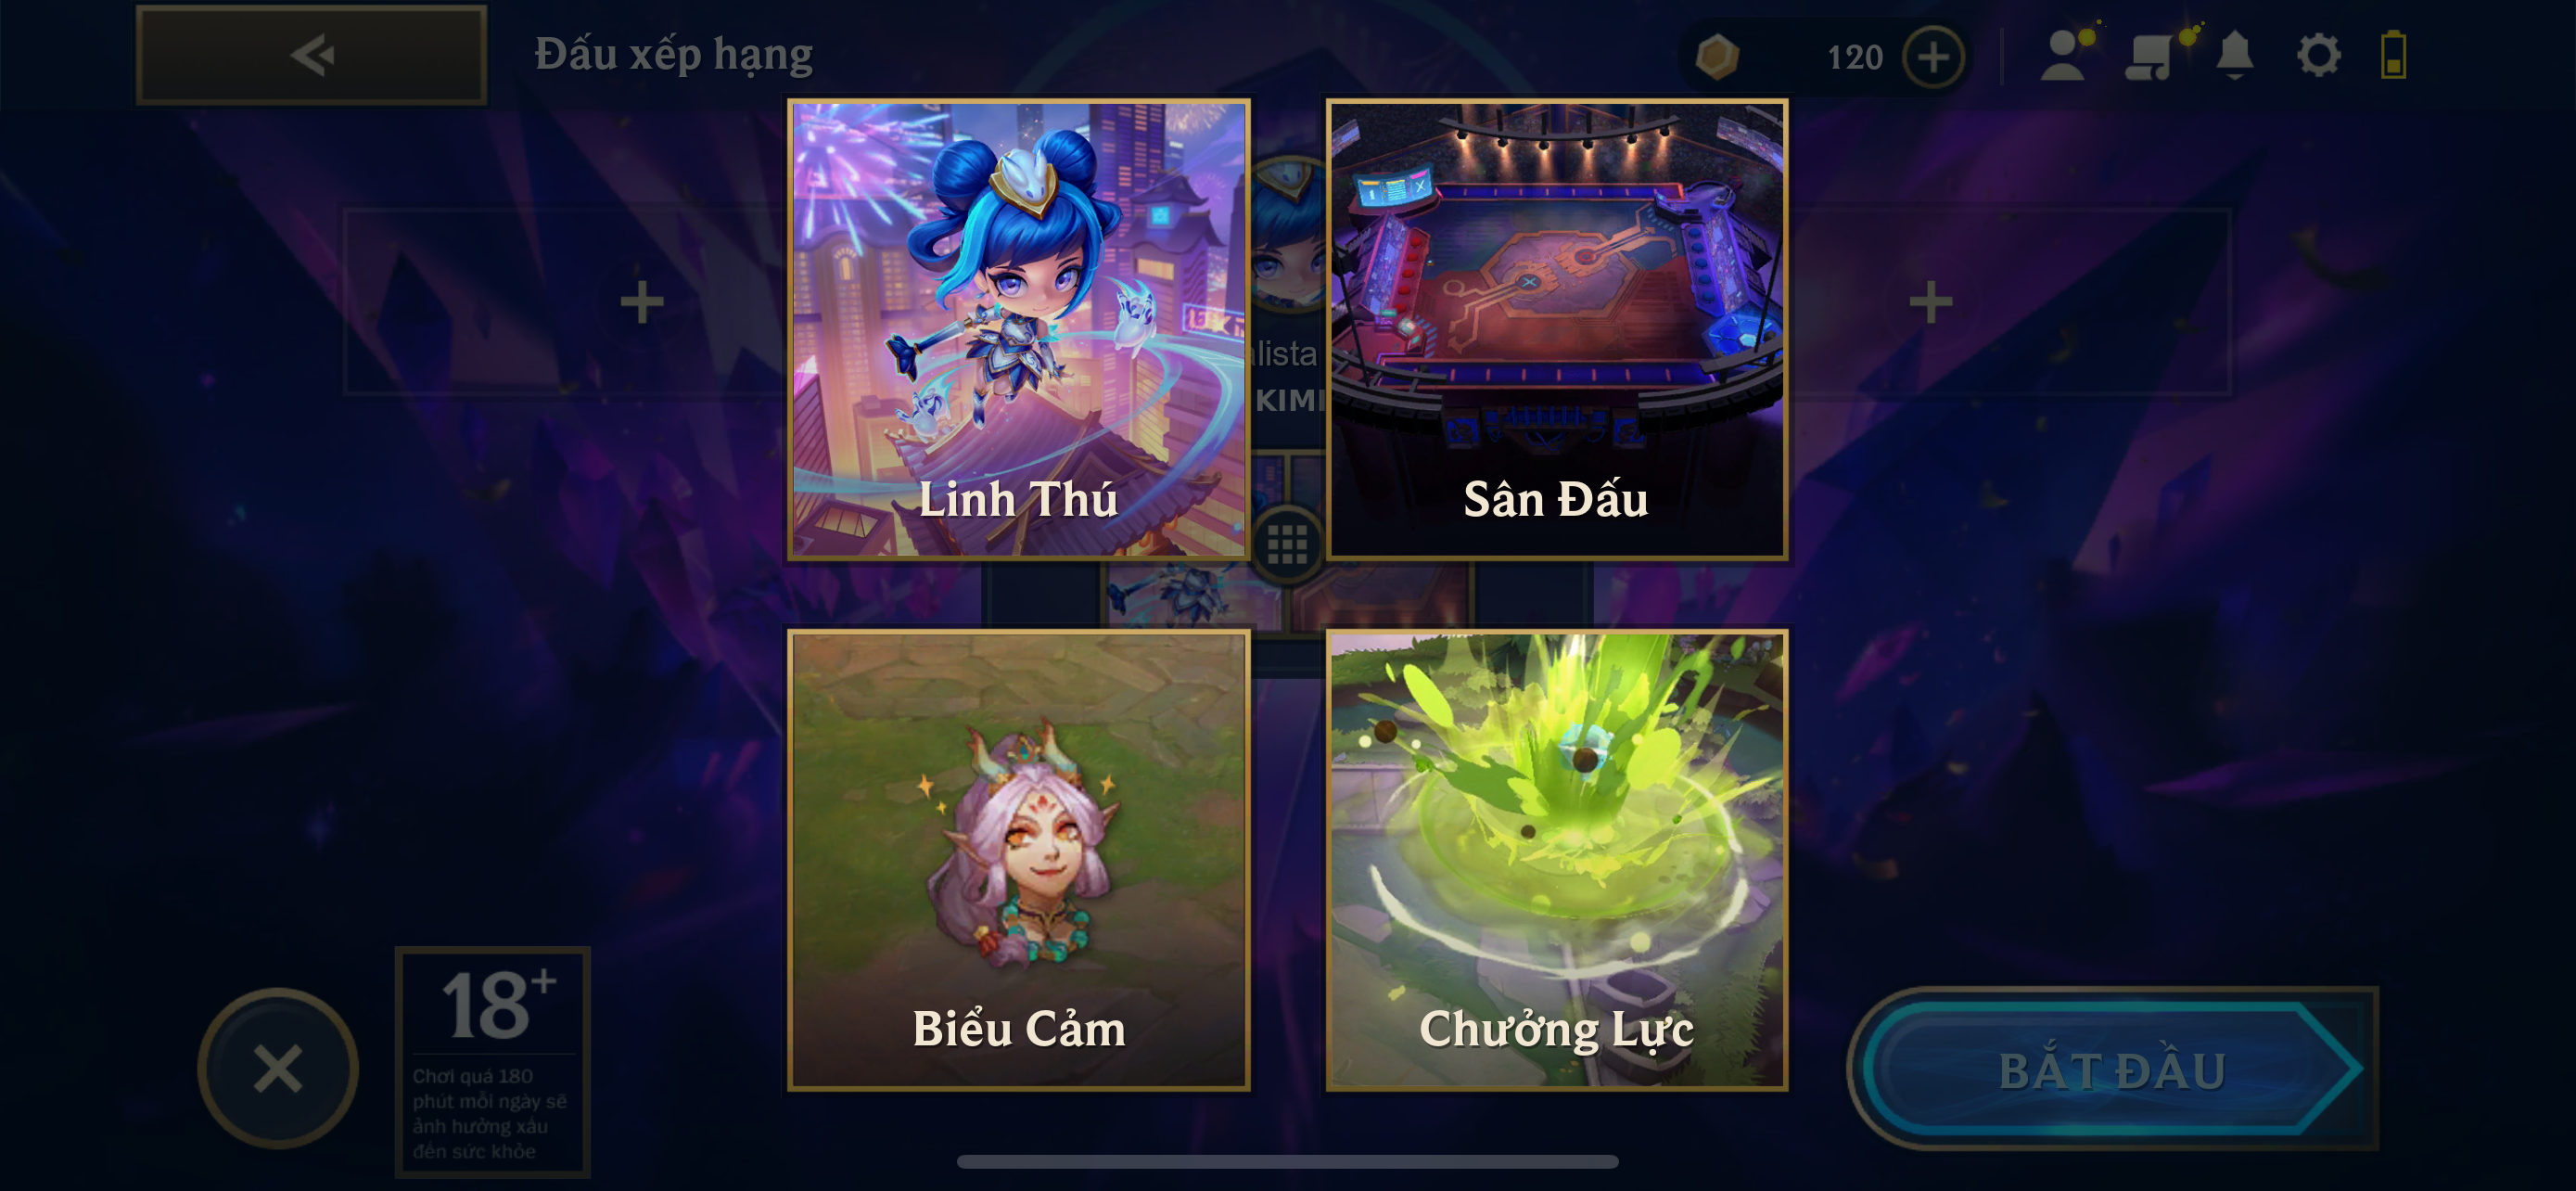 Đấu xếp hạng
120
alista
KIMI
Linh Thú
Sân Đấu
Biểu Cảm
Chưởng Lực
18+
Chơi quá 180
phút mỗi ngày sẽ
ảnh hưởng xấu
đến sức khỏe
BẮT ĐẦU